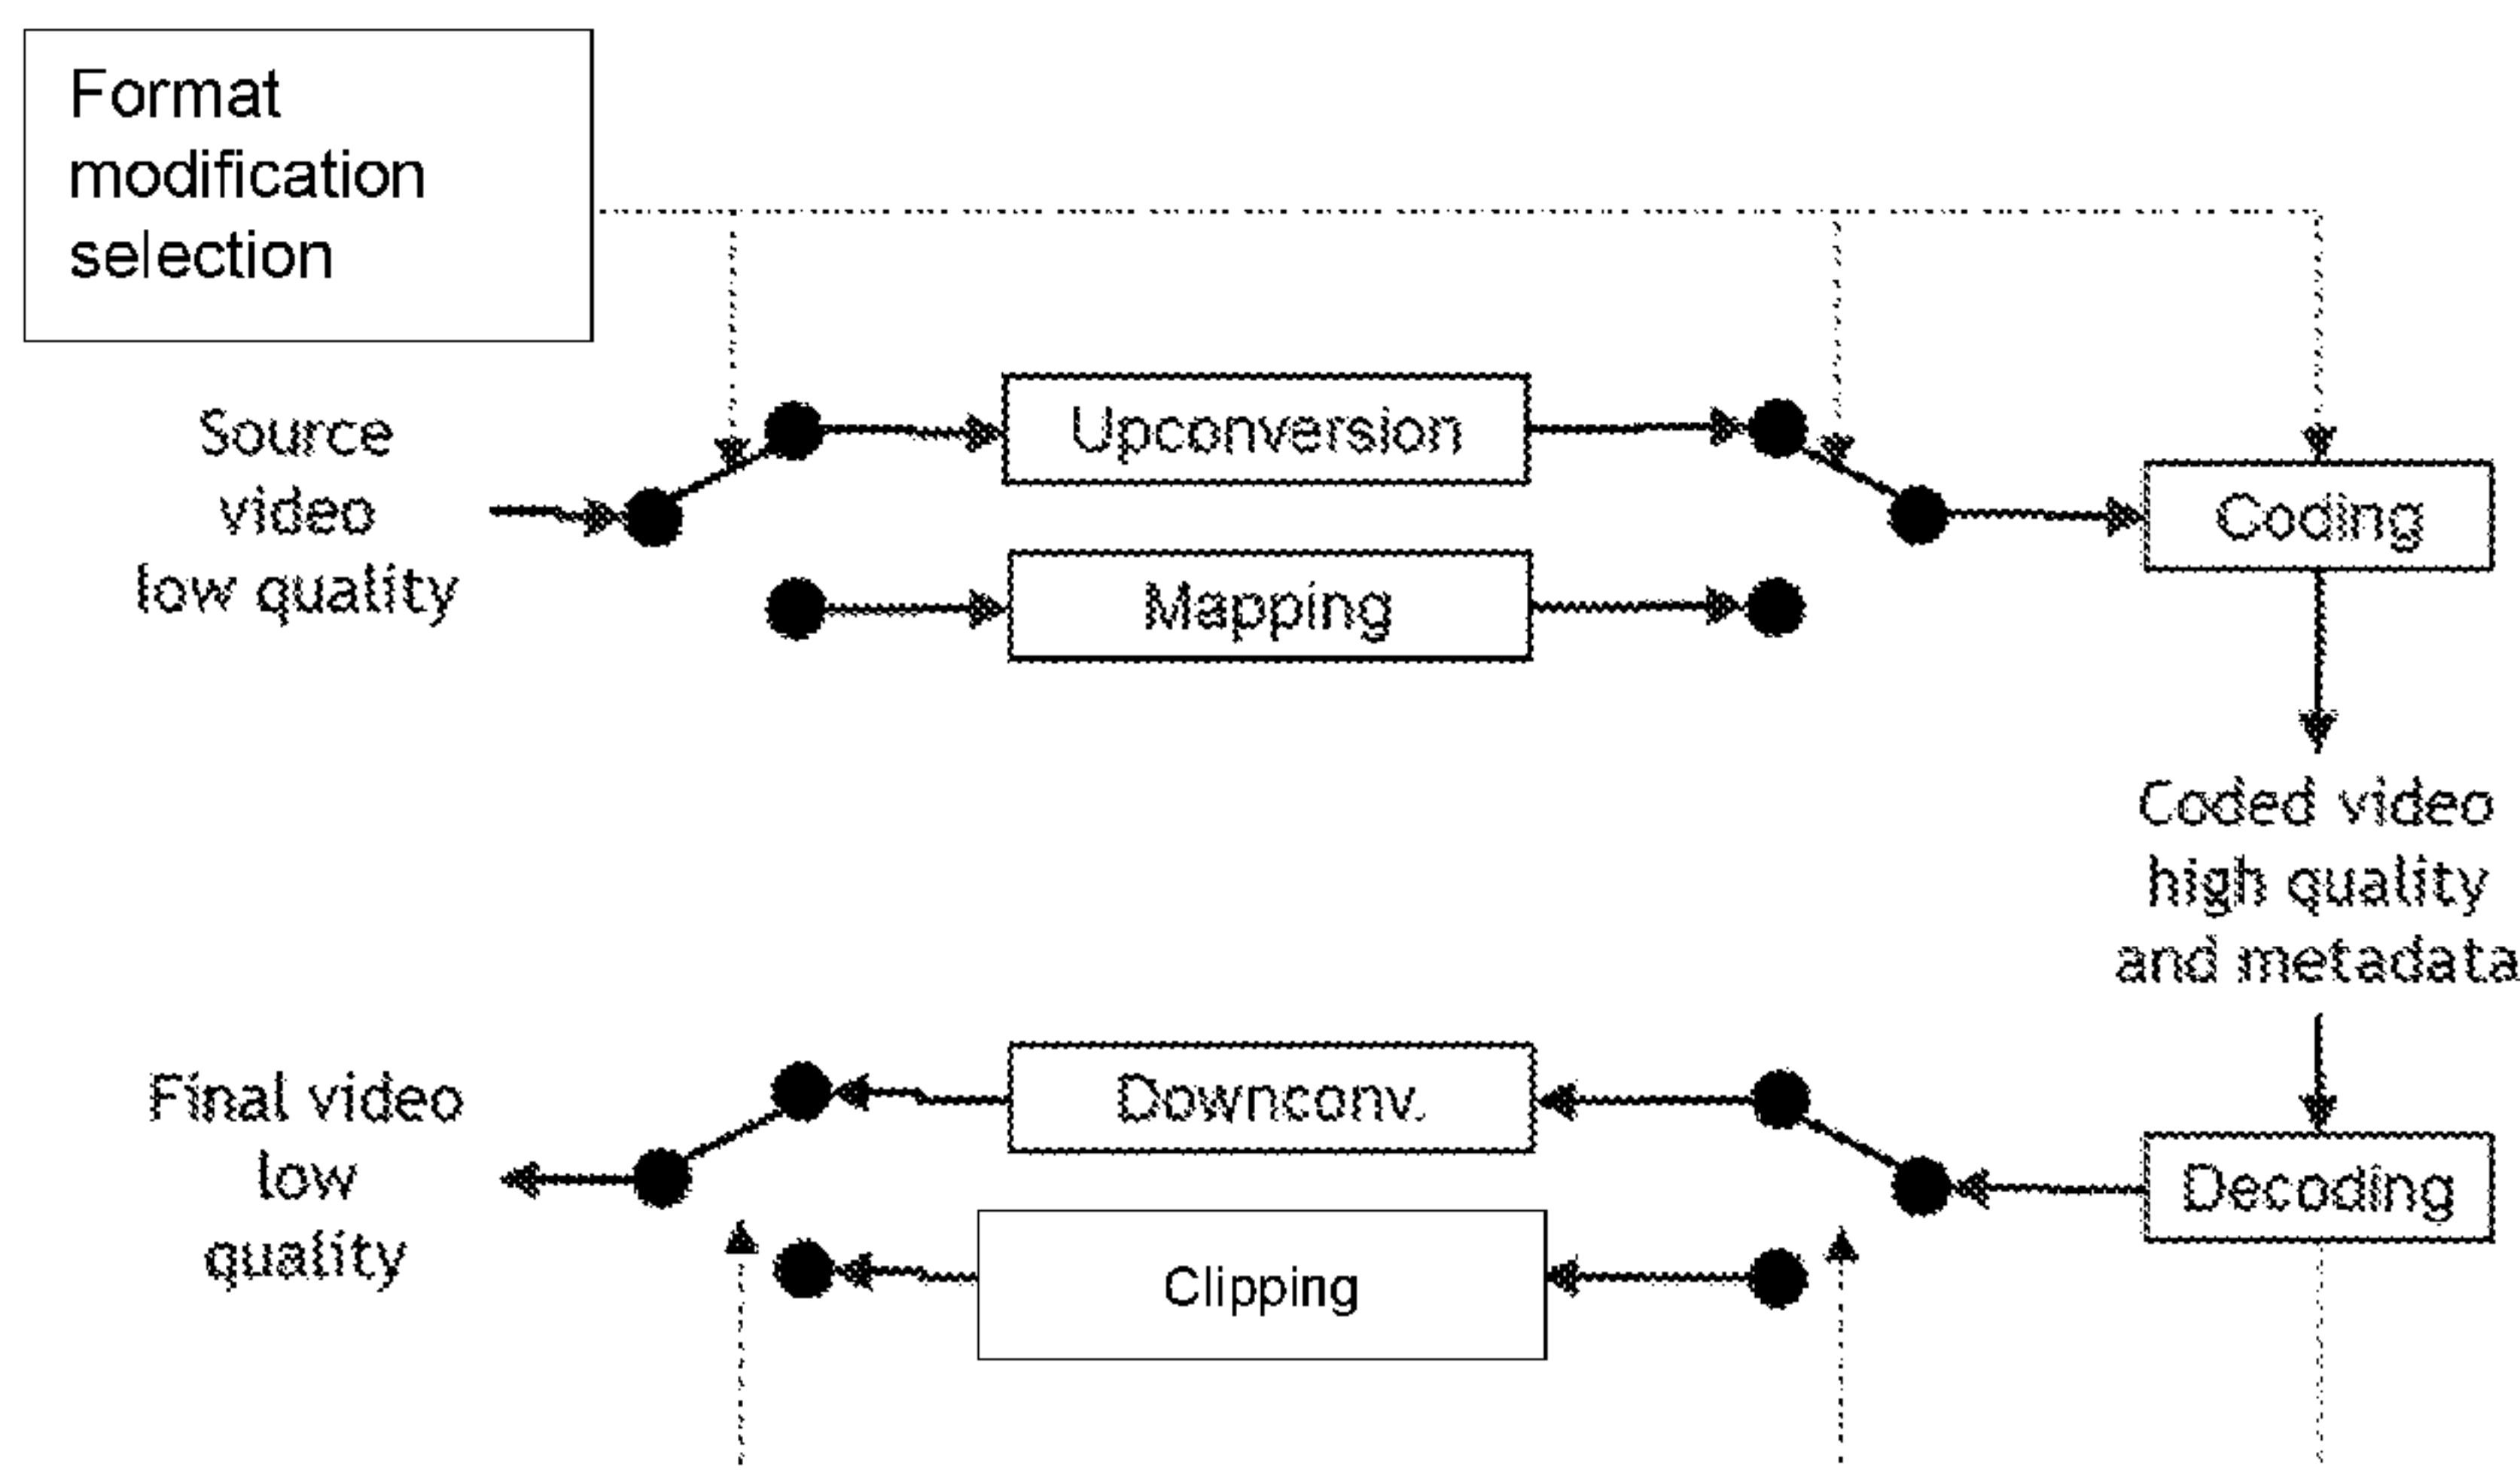 Format
modification
selection
Source
video
low quality
Upconversion
Mapping
Coding
Coded video
high quality
and metadata
Final video
low
quality
Downconv.
Clipping
Decoding